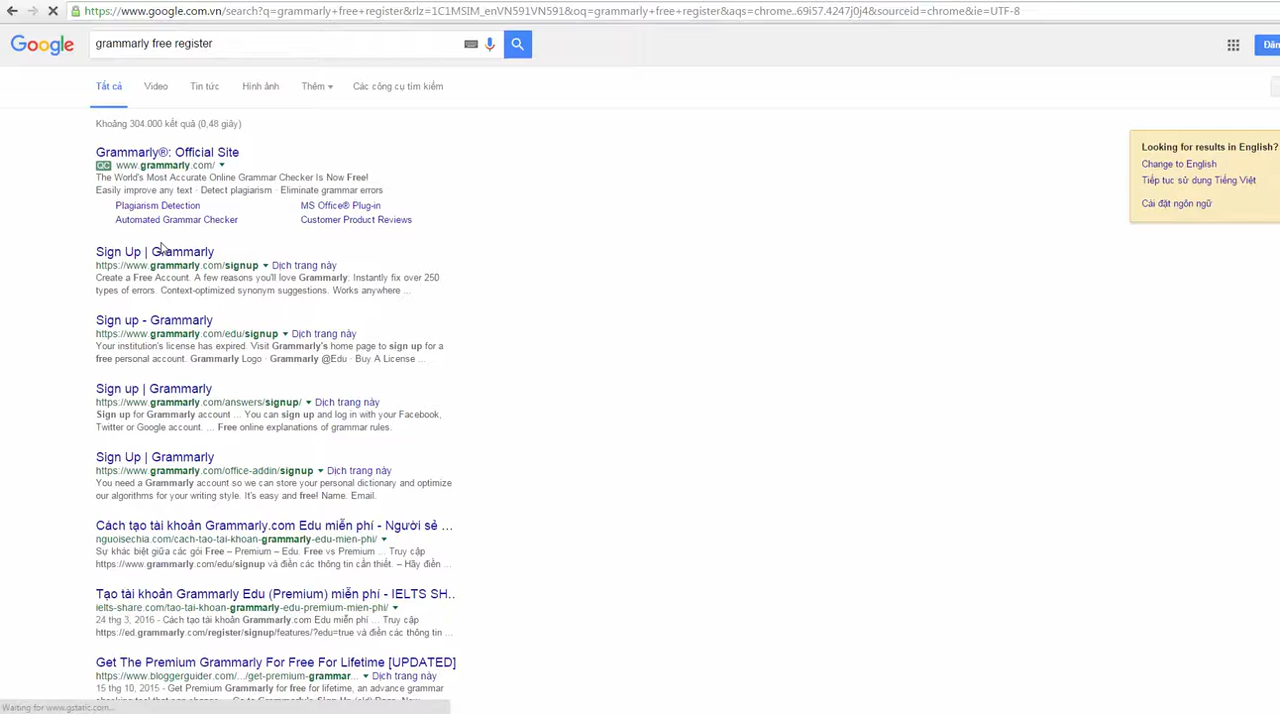 https://www.google.com.vn/search?q=grammarly+free+register&rlz=1C1MSIM_enVN591VN591&oq=grammarly+free+register&aqs=chrome..69i57.4247j0j4&sourceid=chrome&ie=UTF-8
Google
grammarly free register
Tất cả Video Tin tức Hình ảnh Thêm Các công cụ tìm kiếm
Khoảng 304.000 kết quả (0,48 giây)
Grammarly®: Official Site
QC www.grammarly.com/
The World's Most Accurate Online Grammar Checker Is Now Free!
Easily improve any text · Detect plagiarism · Eliminate grammar errors
Plagiarism Detection MS Office® Plug-in
Automated Grammar Checker Customer Product Reviews
Sign Up | Grammarly
https://www.grammarly.com/signup Dịch trang này
Create a Free Account. A few reasons you'll love Grammarly. Instantly fix over 250
types of errors. Context-optimized synonym suggestions. Works anywhere ...
Sign up - Grammarly
https://www.grammarly.com/edu/signup Dịch trang này
Your institution's license has expired. Visit Grammarly's home page to sign up for a
free personal account. Grammarly Logo · Grammarly @Edu · Buy A License ...
Sign up | Grammarly
https://www.grammarly.com/answers/signup/ Dịch trang này
Sign up for Grammarly account ... You can sign up and log in with your Facebook,
Twitter or Google account. ... Free online explanations of grammar rules.
Sign Up | Grammarly
https://www.grammarly.com/office-addin/signup Dịch trang này
You need a Grammarly account so we can store your personal dictionary and optimize
our algorithms for your writing style. It's easy and free! Name. Email.
Cách tạo tài khoản Grammarly.com Edu miễn phí - Người sẻ ...
nguoisechia.com/cach-tao-tai-khoan-grammarly-edu-mien-phi/
Sự khác biệt giữa các gói Free – Premium – Edu. Free vs Premium ... Truy cập
https://www.grammarly.com/edu/signup và điền các thông tin cần thiết. – Hãy điền ...
Tạo tài khoản Grammarly Edu (Premium) miễn phí - IELTS SH...
ielts-share.com/tao-tai-khoan-grammarly-edu-premium-mien-phi/
24 thg 3, 2016 - Cách tạo tài khoản Grammarly.com Edu miễn phí ... Truy cập
https://ed.grammarly.com/register/signup/features/?edu=true và điền các thông tin ...
Get The Premium Grammarly For Free For Lifetime [UPDATED]
https://www.bloggerguider.com/.../get-premium-grammar... Dịch trang này
15 thg 10, 2015 - Get Premium Grammarly for free for lifetime, an advance grammar
Looking for results in English?
Change to English
Tiếp tục sử dụng Tiếng Việt
Cài đặt ngôn ngữ
Waiting for www.gstatic.com...